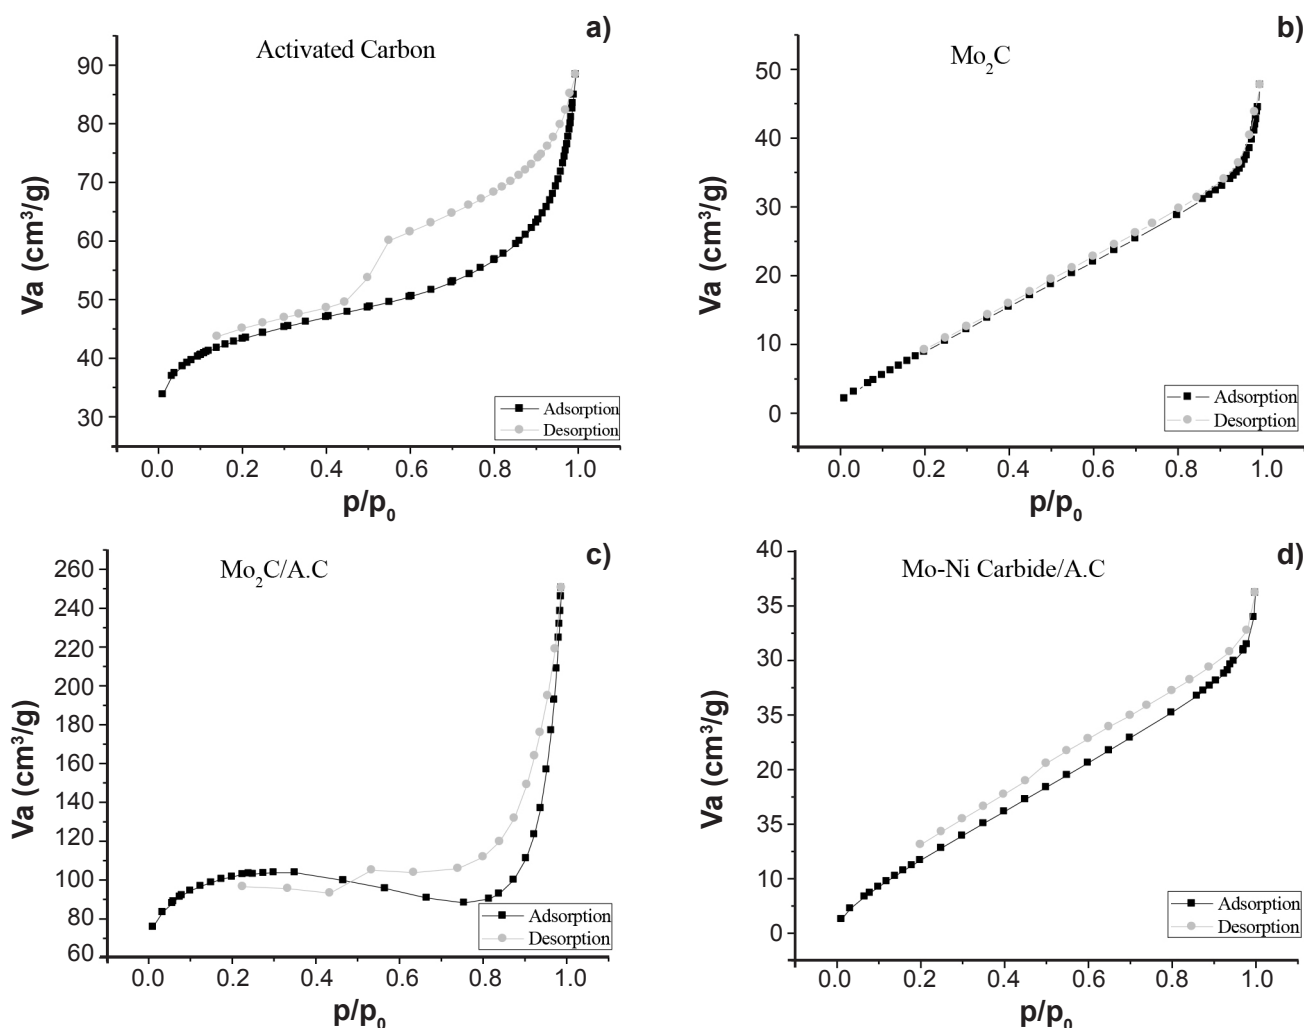 a)
Activated Carbon
90
80
70
60
50
40
30
Va (cm³/g)
Adsorption
Desorption
0.0 0.2 0.4 0.6 0.8 1.0
p/p₀
b)
Mo₂C
50
40
30
20
10
0
Va (cm³/g)
Adsorption
Desorption
0.0 0.2 0.4 0.6 0.8 1.0
p/p₀
c)
Mo₂C/A.C
260
240
220
200
180
160
140
120
100
80
60
Va (cm³/g)
Adsorption
Desorption
0.0 0.2 0.4 0.6 0.8 1.0
p/p₀
d)
Mo-Ni Carbide/A.C
40
35
30
35
20
35
10
0
Va (cm³/g)
Adsorption
Desorption
0.0 0.2 0.4 0.6 0.8 1.0
p/p₀